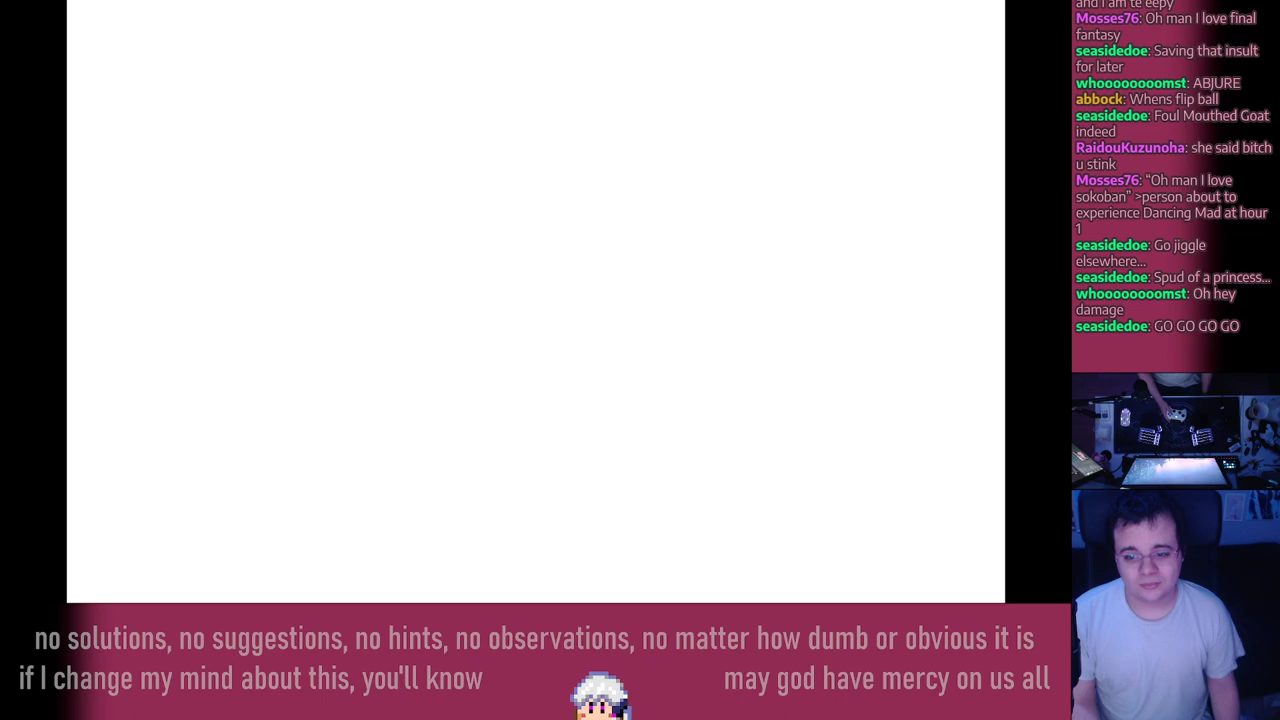 and I am te eepy
Mosses76: Oh man I love final
fantasy
seasidedoe: Saving that insult
for later
whoooooooomst: ABJURE
abbock: Whens flip ball
seasidedoe: Foul Mouthed Goat
indeed
RaidouKuzunoha: she said bitch
u stink
Mosses76: “Oh man I love
sokoban” >person about to
experience Dancing Mad at hour
1
seasidedoe: Go jiggle
elsewhere...
seasidedoe: Spud of a princess...
whoooooooomst: Oh hey
damage
seasidedoe: GO GO GO GO
no solutions, no suggestions, no hints, no observations, no matter how dumb or obvious it is
if I change my mind about this, you'll know
may god have mercy on us all